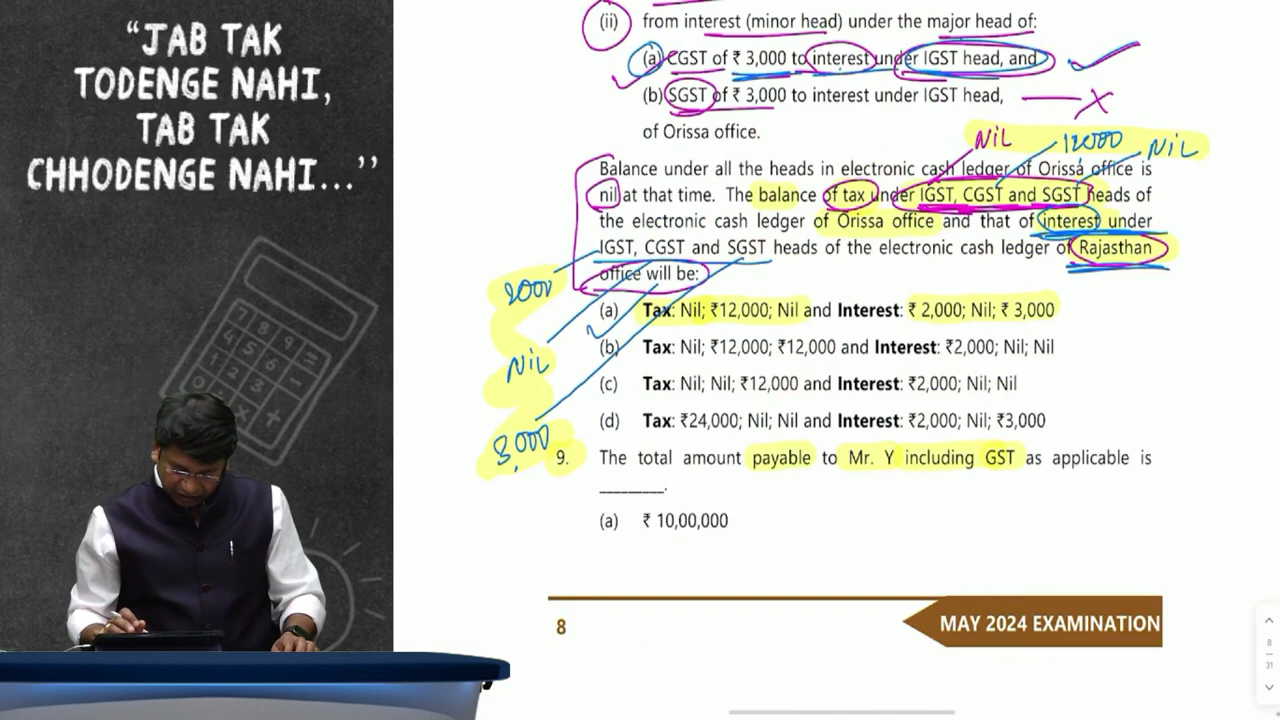 “JAB TAK
TODENGE NAHI,
TAB TAK
CHHODENGE NAHI...’’
(ii) from interest (minor head) under the major head of:
(a) CGST of ₹ 3,000 to interest under IGST head, and
(b) SGST of ₹ 3,000 to interest under IGST head,
of Orissa office.
NIL 12000 NIL
Balance under all the heads in electronic cash ledger of Orissa office is
nil at that time. The balance of tax under IGST, CGST and SGST heads of
the electronic cash ledger of Orissa office and that of interest under
IGST, CGST and SGST heads of the electronic cash ledger of Rajasthan
office will be:
2000
(a) Tax: Nil; ₹12,000; Nil and Interest: ₹ 2,000; Nil; ₹ 3,000
(b) Tax: Nil; ₹12,000; ₹12,000 and Interest: ₹2,000; Nil; Nil
NIL
(c) Tax: Nil; Nil; ₹12,000 and Interest: ₹2,000; Nil; Nil
(d) Tax: ₹24,000; Nil; Nil and Interest: ₹2,000; Nil; ₹3,000
3,000
9. The total amount payable to Mr. Y including GST as applicable is
_________.
(a) ₹ 10,00,000
8
MAY 2024 EXAMINATION
8
31